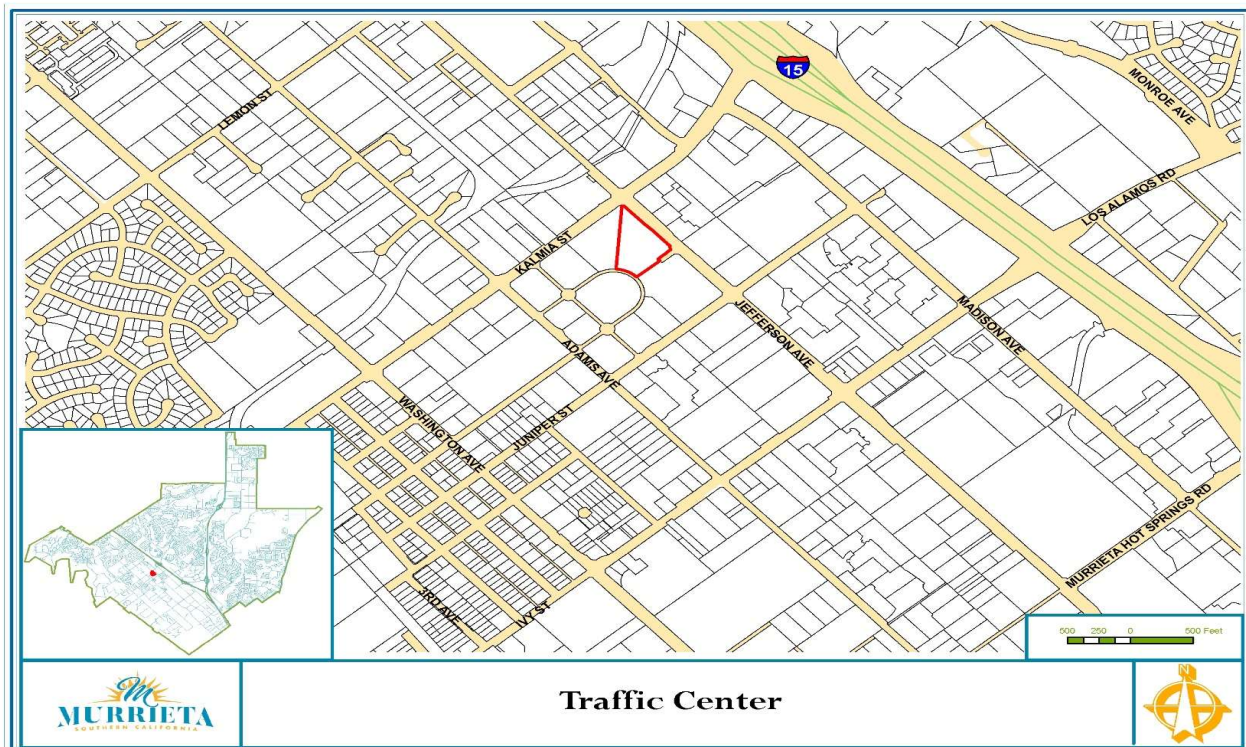 15
MONROE AVE
LEMON ST
LOS ALAMOS RD
KALMIA ST
JEFFERSON AVE
MADISON AVE
ADAMS AVE
WASHINGTON AVE
JUNIPER ST
MURRIETA HOT SPRINGS RD
3RD AVE
IVY ST
500 250 0 500 Feet
M
MURRIETA
SOUTHERN CALIFORNIA
Traffic Center
N